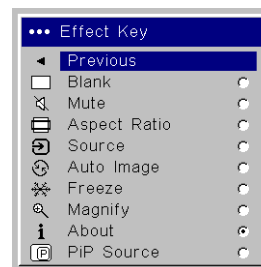 ••• Effect Key
Previous
Blank
Mute
Aspect Ratio
Source
Auto Image
Freeze
Magnify
i About
P PiP Source